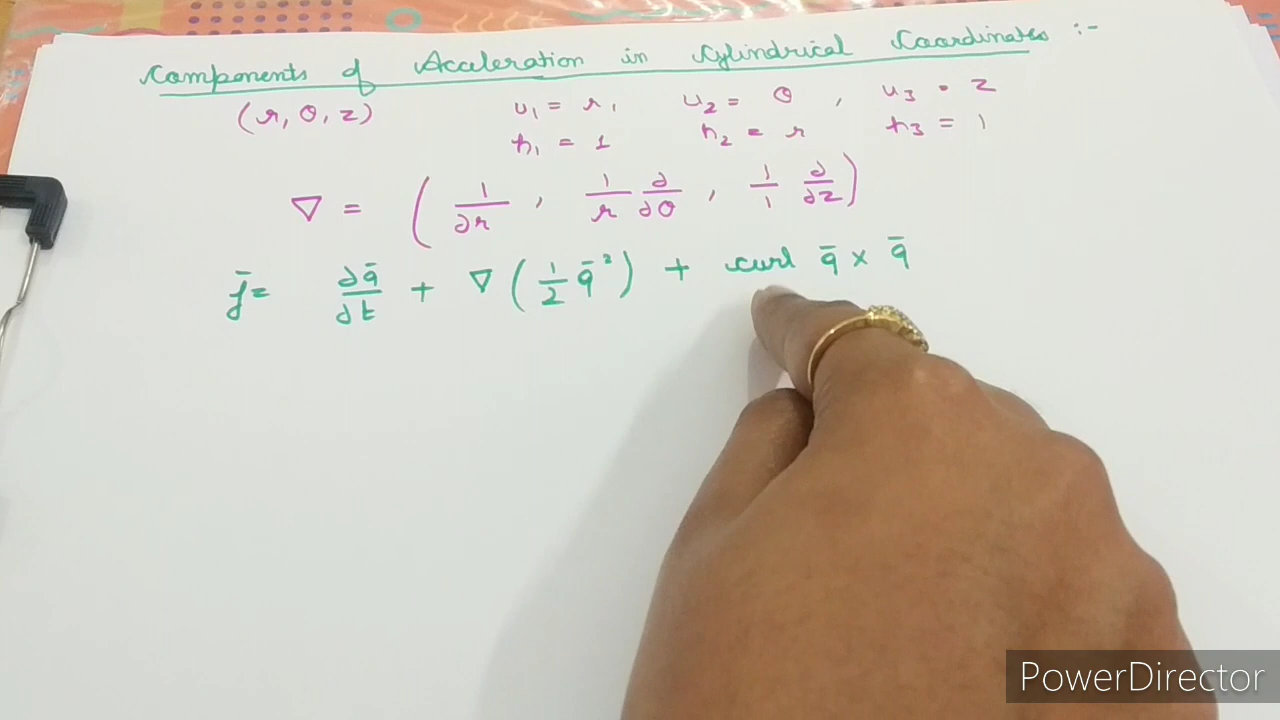 Components of Acceleration in Cylindrical Coordinates :-
(r, θ, z) u₁ = r, u₂ = θ , u₃ = z
h₁ = 1 h₂ = r h₃ = 1
∇ = ( 1/∂r , 1/r ∂/∂θ , 1/1 ∂/∂z )
f̄ = ∂q̄/∂t + ∇ ( 1/2 q̄² ) + curl q̄ × q̄
PowerDirector